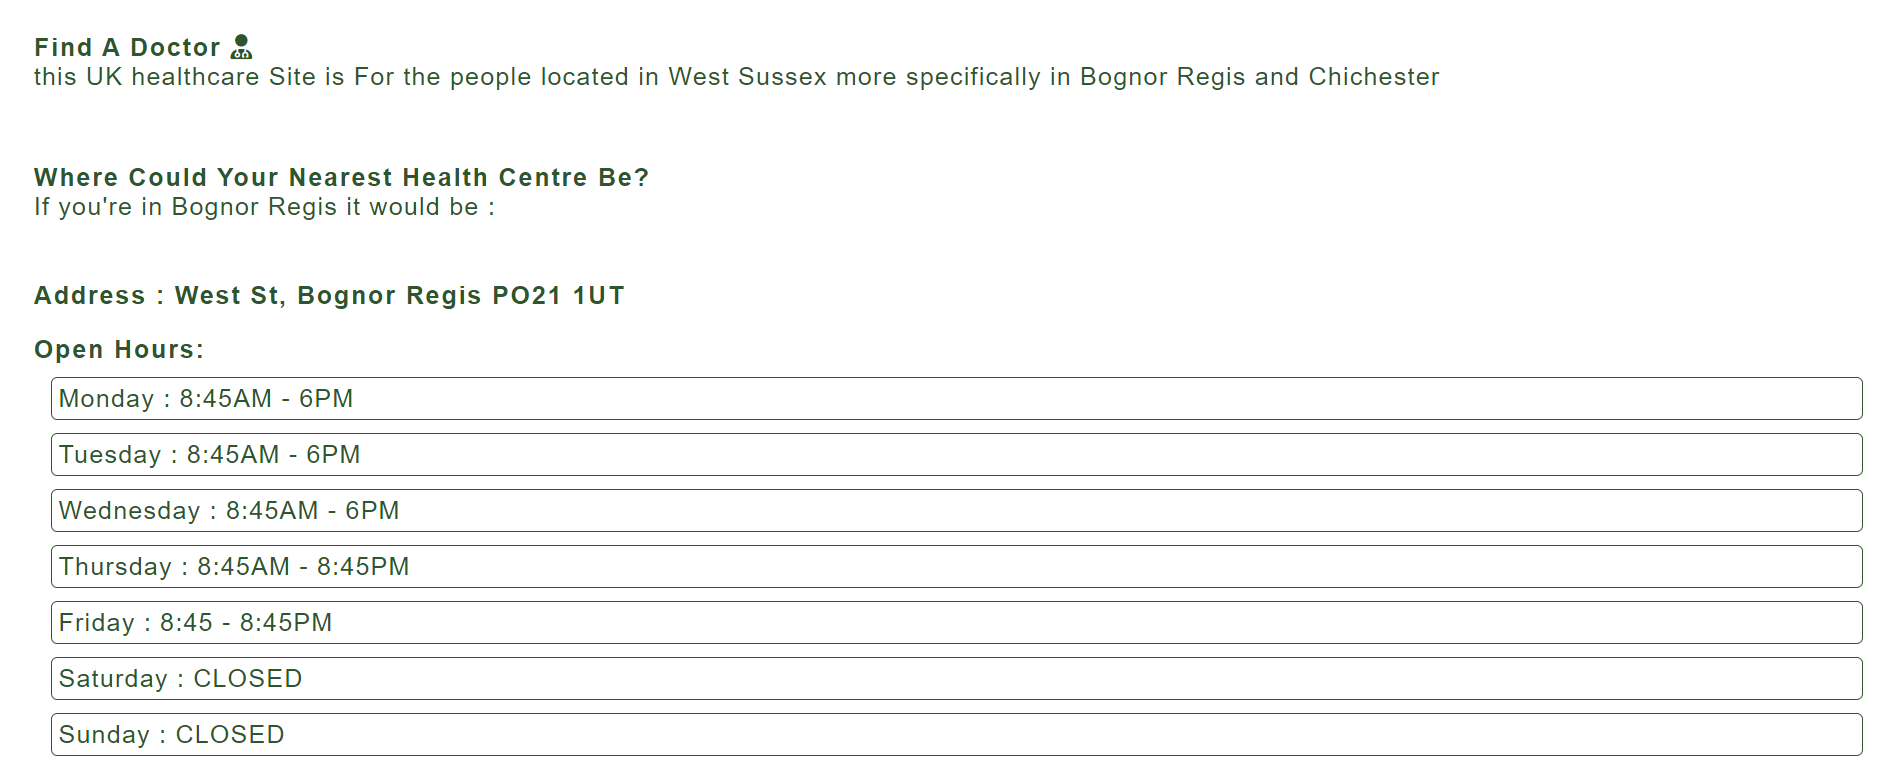 Find A Doctor
this UK healthcare Site is For the people located in West Sussex more specifically in Bognor Regis and Chichester
Where Could Your Nearest Health Centre Be?
If you're in Bognor Regis it would be :
Address : West St, Bognor Regis PO21 1UT
Open Hours:
Monday : 8:45AM - 6PM
Tuesday : 8:45AM - 6PM
Wednesday : 8:45AM - 6PM
Thursday : 8:45AM - 8:45PM
Friday : 8:45 - 8:45PM
Saturday : CLOSED
Sunday : CLOSED